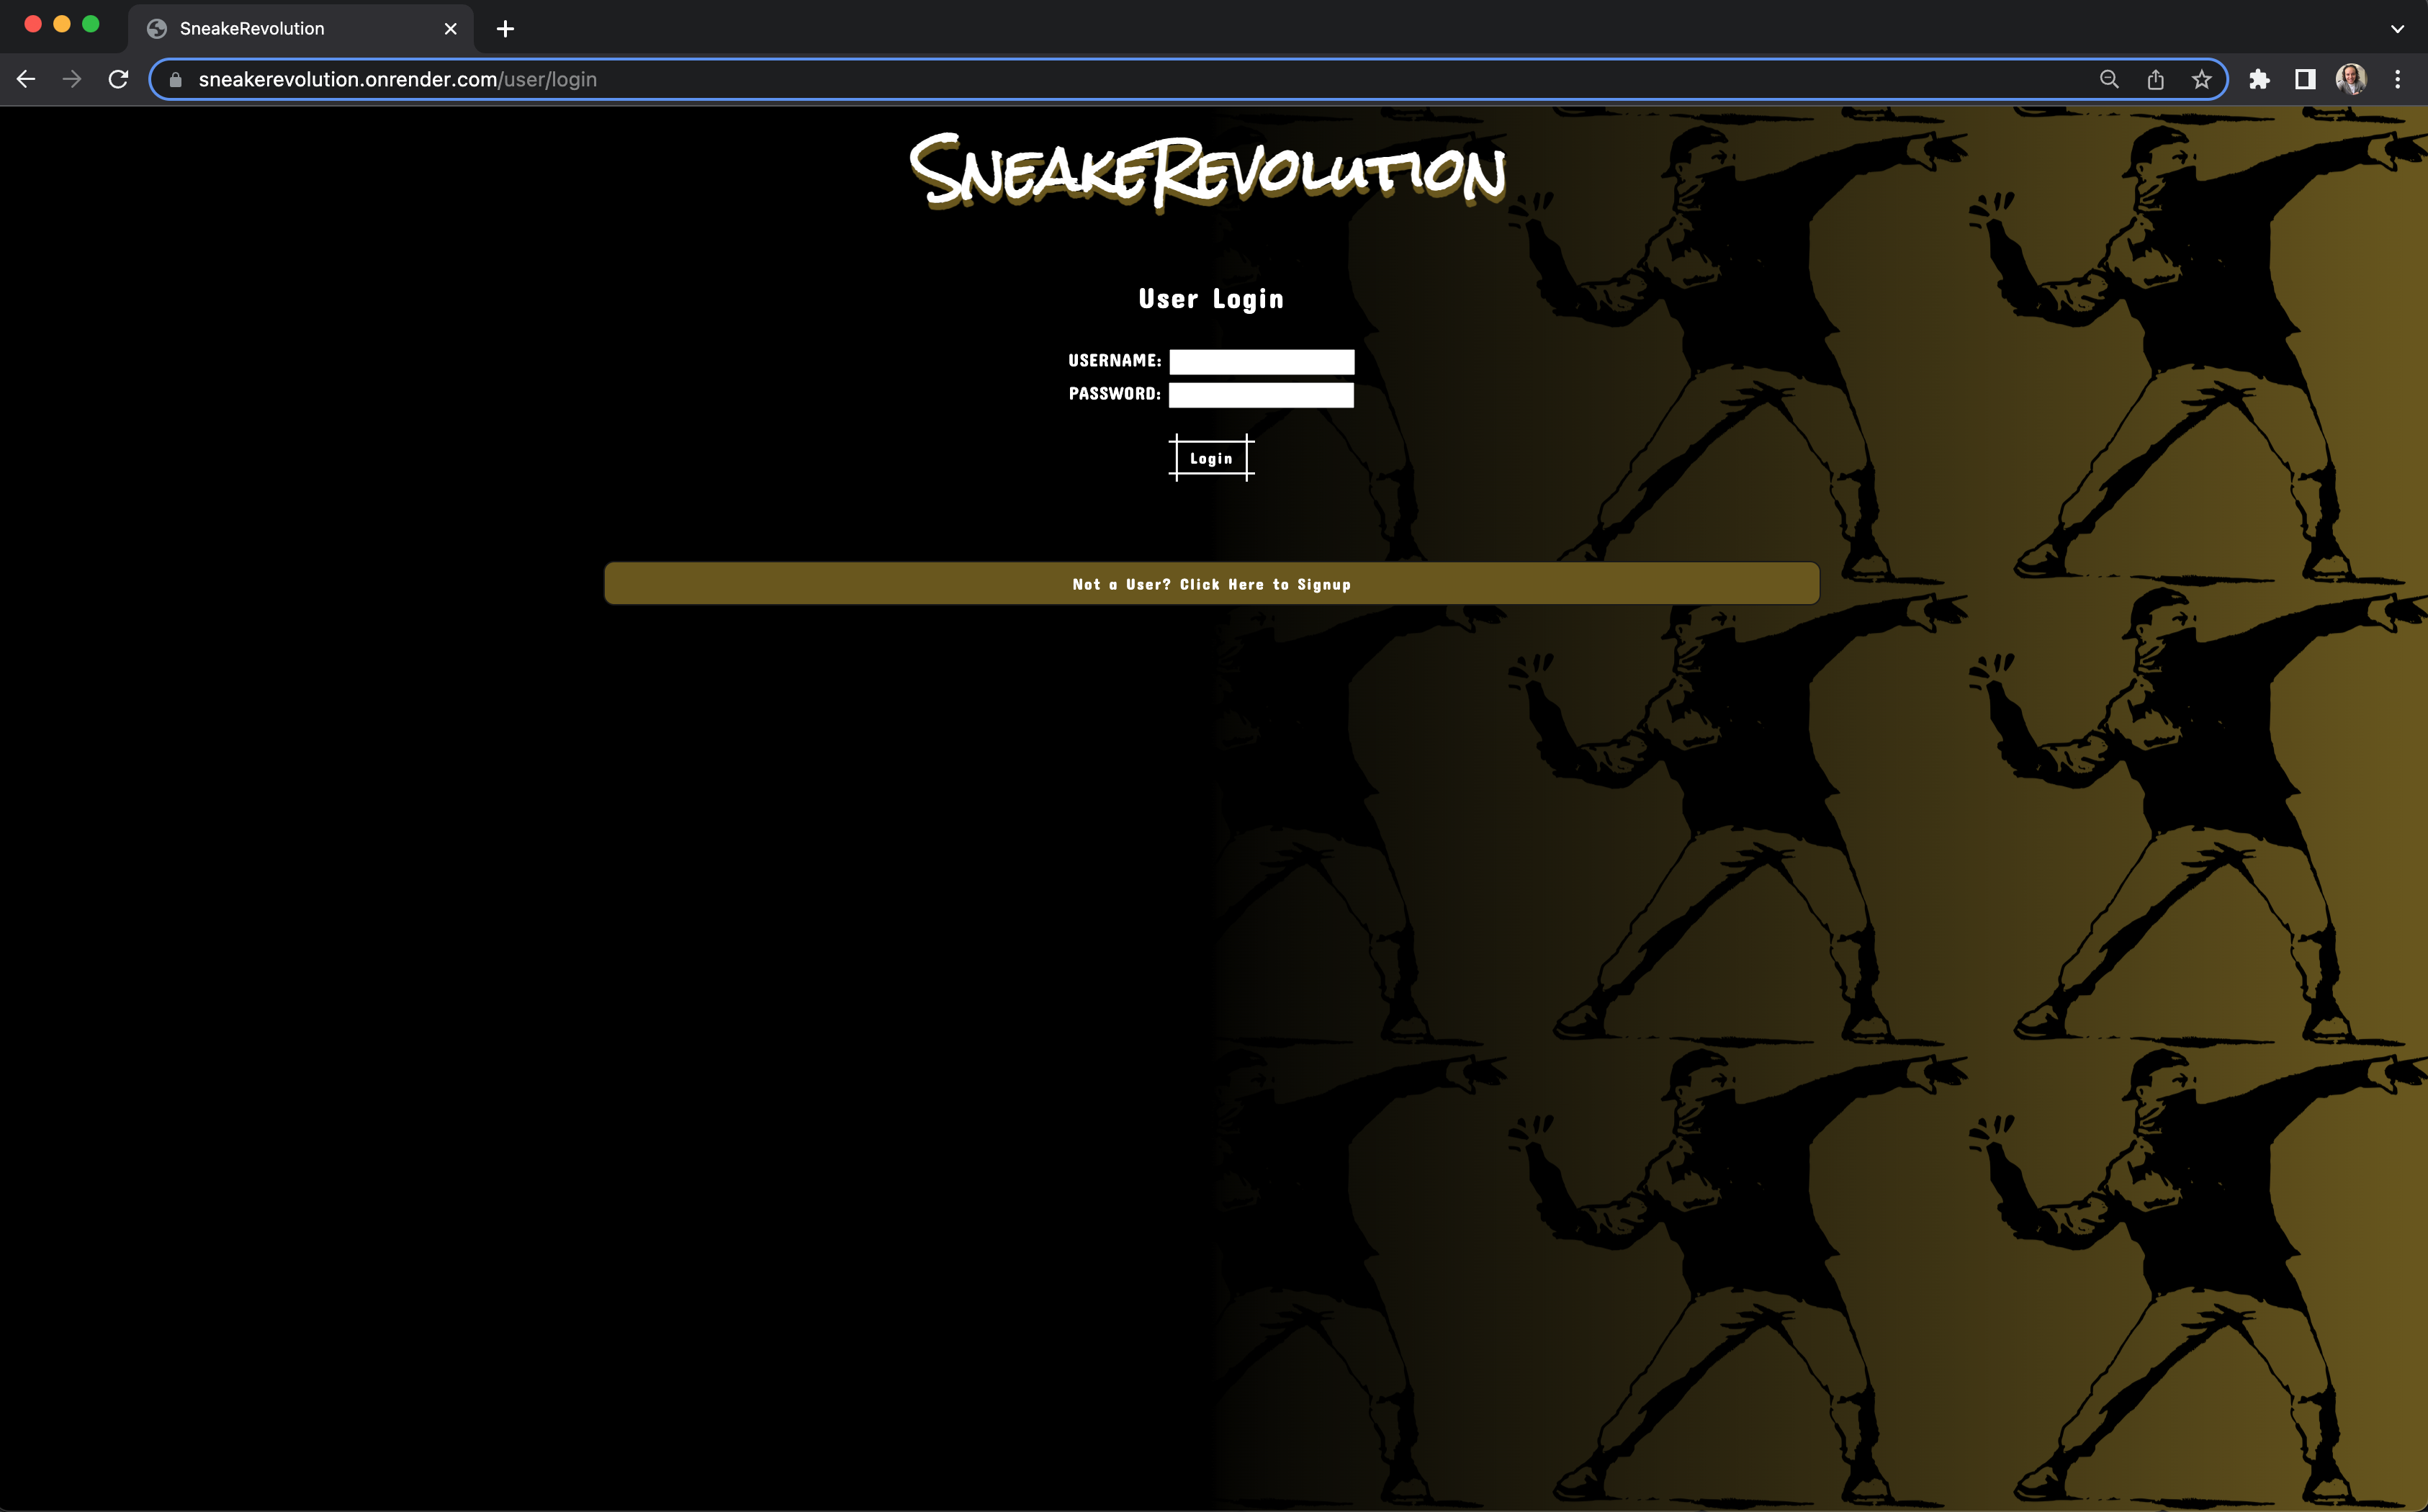 SneakeRevolution
sneakerevolution.onrender.com/user/login
SneakeRevolution
User Login
USERNAME:
PASSWORD:
Login
Not a User? Click Here to Signup